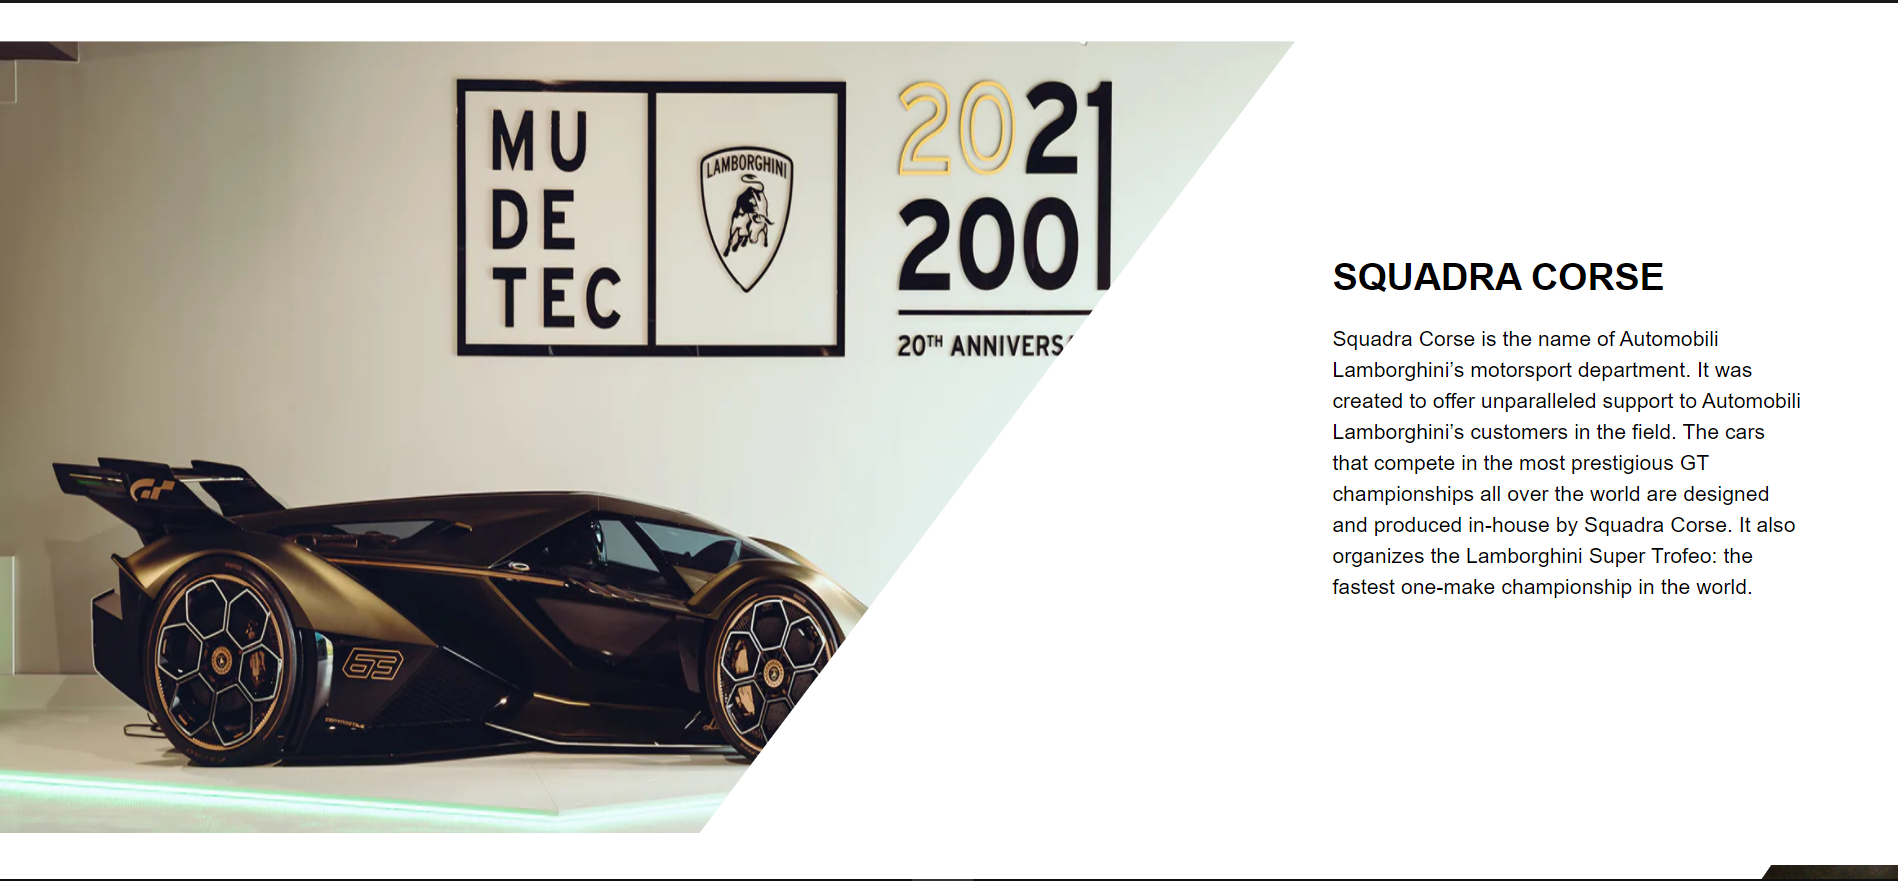 MU
DE
TEC
LAMBORGHINI
2021
2001
20TH ANNIVERS
GT
63
SQUADRA CORSE
Squadra Corse is the name of Automobili
Lamborghini’s motorsport department. It was
created to offer unparalleled support to Automobili
Lamborghini’s customers in the field. The cars
that compete in the most prestigious GT
championships all over the world are designed
and produced in-house by Squadra Corse. It also
organizes the Lamborghini Super Trofeo: the
fastest one-make championship in the world.